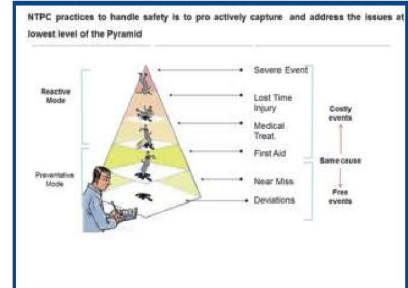 NTPC practices to handle safety is to pro actively capture and address the issues at
lowest level of the Pyramid
Severe Event
Reactive
Mode
Lost Time
Injury
Costly
events
Medical
Treat.
First Aid
Same cause
Preventative
Mode
Near Miss
Free
events
Deviations